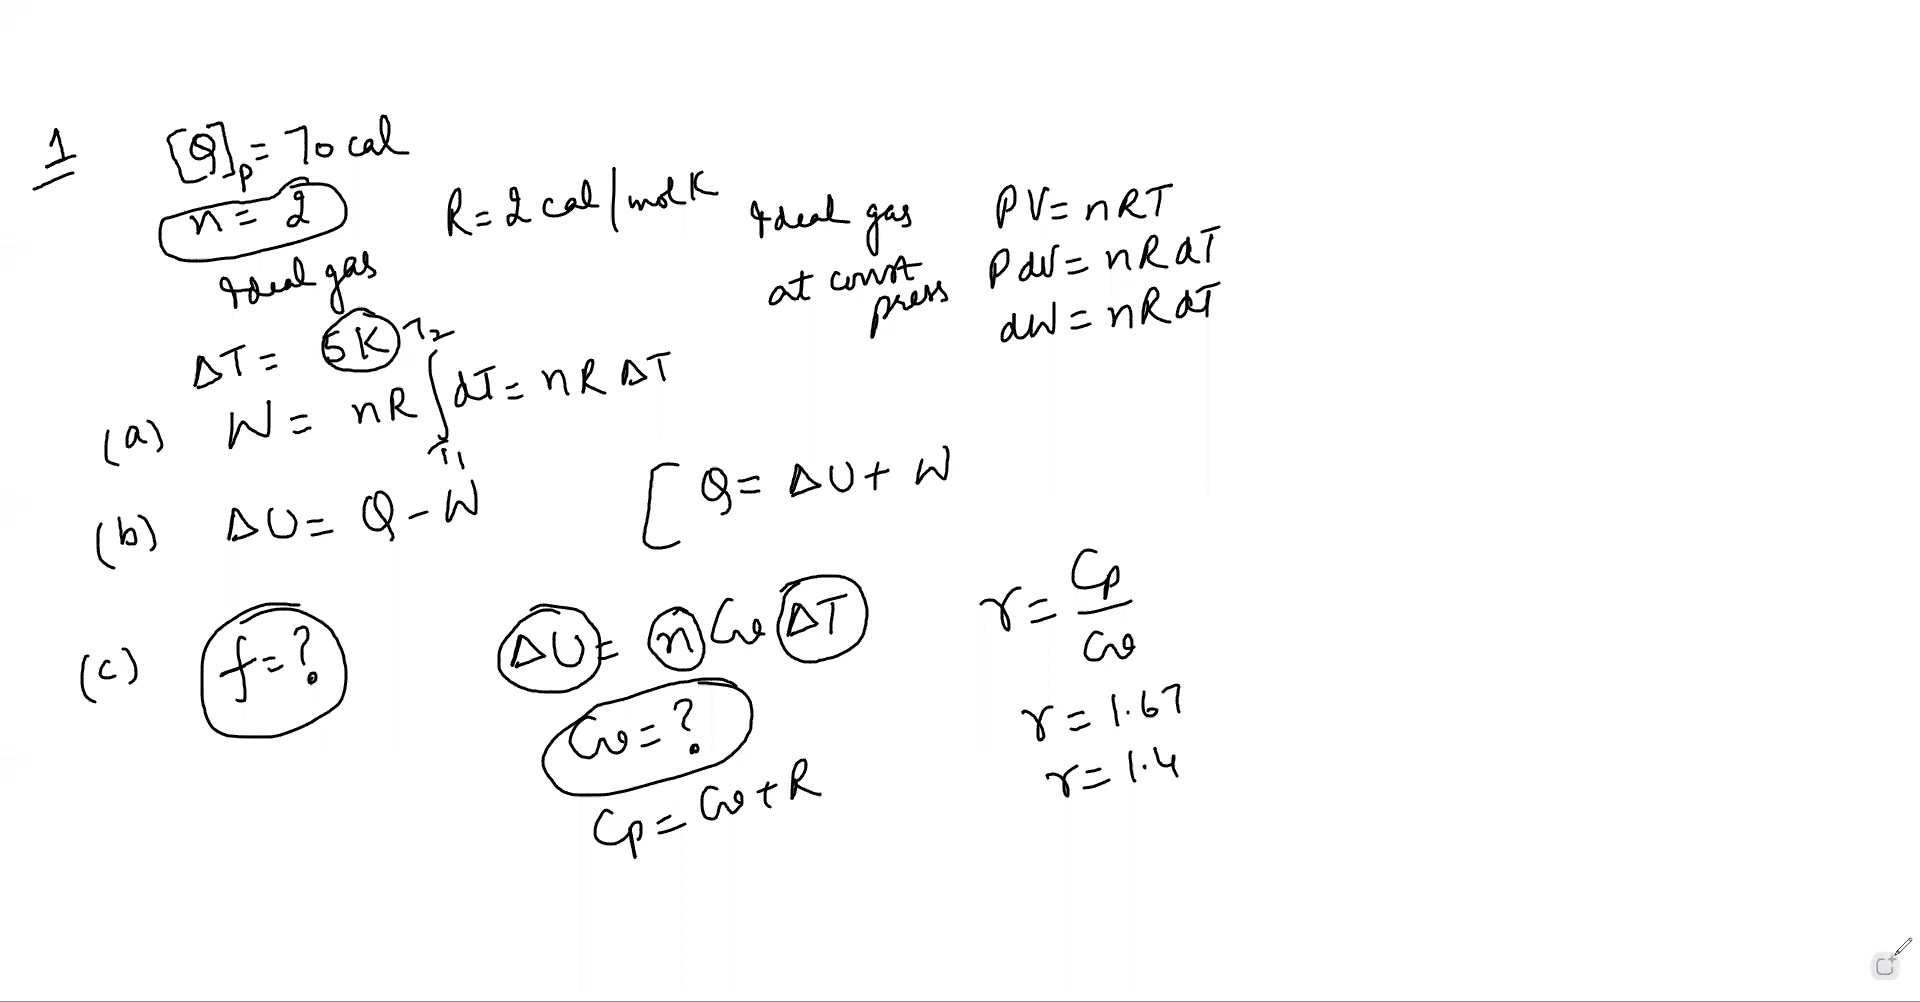 1
[Q]p = 70 cal
n = 2
R = 2 cal/mol K
Ideal gas
ΔT = 5K
Ideal gas
at const
press
PV = nRT
PdV = nRdT
dW = nRdT
(a) W = nR ∫_{T1}^{T2} dT = nRΔT
(b) ΔU = Q - W
[ Q = ΔU + W
(c) f = ?
ΔU = n Cv ΔT
Cv = ?
Cp = Cv + R
γ = Cp / Cv
γ = 1.67
γ = 1.4